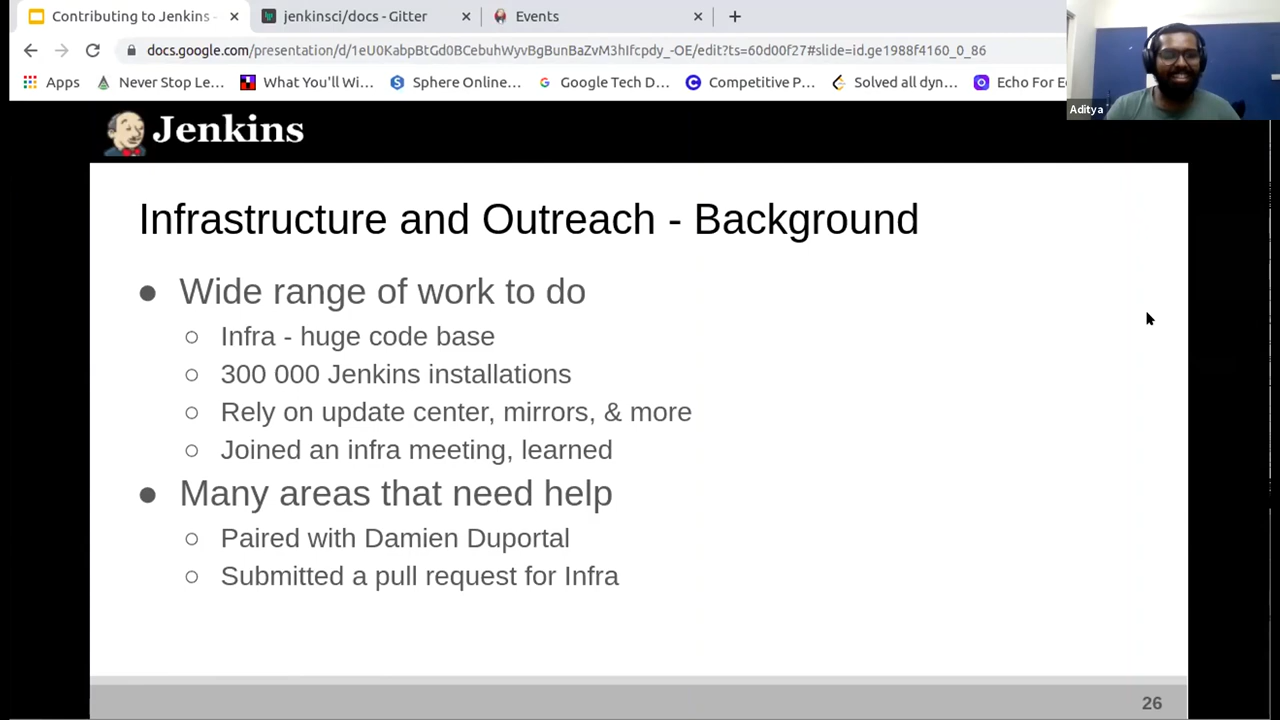 Contributing to Jenkins -
jenkinsci/docs - Gitter
Events
docs.google.com/presentation/d/1eU0KabpBtGd0BCebuhWyvBgBunBaZvM3hIfcpdy_-OE/edit?ts=60d00f27#slide=id.ge1988f4160_0_86
Apps
Never Stop Le...
What You'll Wi...
Sphere Online...
Google Tech D...
Competitive P...
Solved all dyn...
Echo For E
Aditya
Jenkins
Infrastructure and Outreach - Background
● Wide range of work to do
○ Infra - huge code base
○ 300 000 Jenkins installations
○ Rely on update center, mirrors, & more
○ Joined an infra meeting, learned
● Many areas that need help
○ Paired with Damien Duportal
○ Submitted a pull request for Infra
26